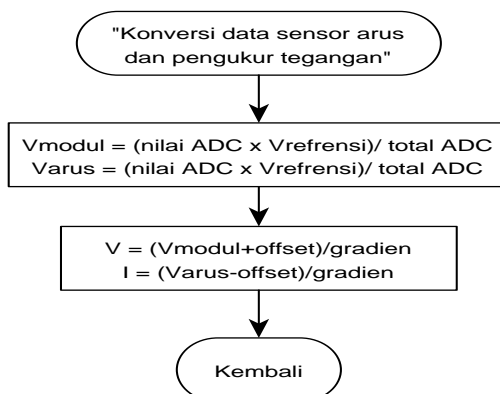 "Konversi data sensor arus
dan pengukur tegangan"
Vmodul = (nilai ADC x Vrefrensi)/ total ADC
Varus = (nilai ADC x Vrefrensi)/ total ADC
V = (Vmodul+offset)/gradien
I = (Varus-offset)/gradien
Kembali